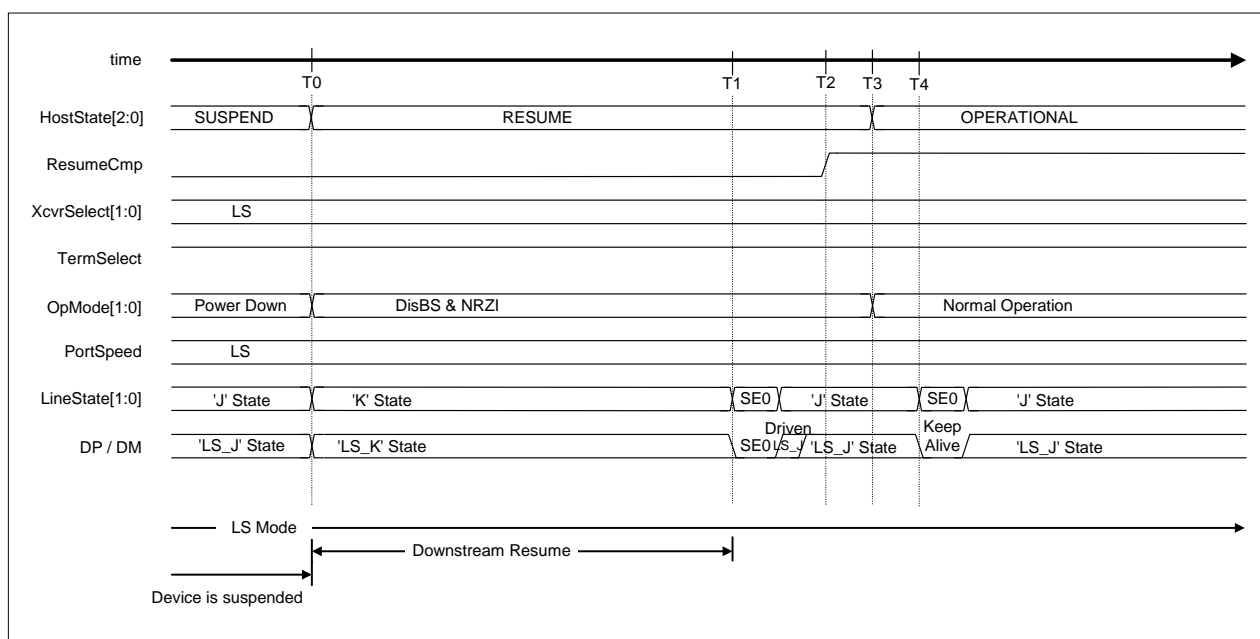 time
T0 T1 T2 T3 T4
HostState[2:0] SUSPEND RESUME OPERATIONAL
ResumeCmp
XcvrSelect[1:0] LS
TermSelect
OpMode[1:0] Power Down DisBS & NRZI Normal Operation
PortSpeed LS
LineState[1:0] 'J' State 'K' State SE0 'J' State SE0 'J' State
Driven Keep
DP / DM 'LS_J' State 'LS_K' State SE0 LS_J 'LS_J' State Alive 'LS_J' State
LS Mode
Downstream Resume
Device is suspended